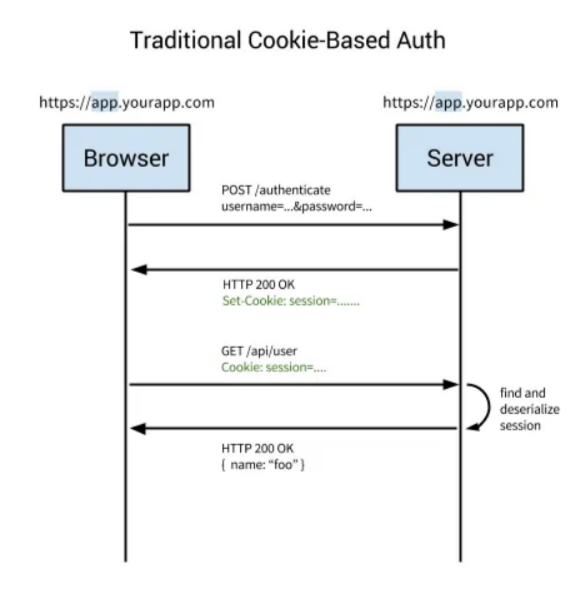 Traditional Cookie-Based Auth
https://app.yourapp.com
https://app.yourapp.com
Browser
Server
POST /authenticate
username=...&password=...
HTTP 200 OK
Set-Cookie: session=.......
GET /api/user
Cookie: session=....
find and
deserialize
session
HTTP 200 OK
{ name: “foo” }